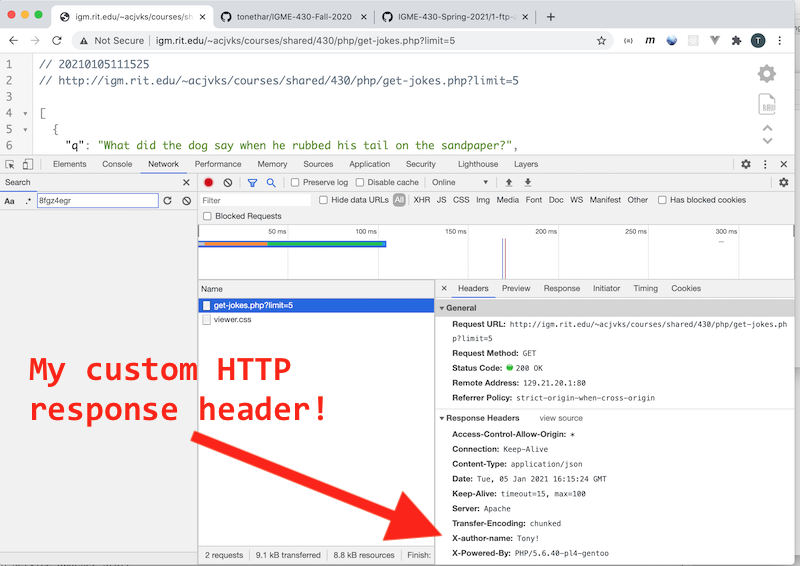 igm.rit.edu/~acjvks/courses/sh
tonethar/IGME-430-Fall-2020
IGME-430-Spring-2021/1-ftp-
Not Secure
igm.rit.edu/~acjvks/courses/shared/430/php/get-jokes.php?limit=5
1 // 20210105111525
2 // http://igm.rit.edu/~acjvks/courses/shared/430/php/get-jokes.php?limit=5
3
4 [
5 {
6 "q": "What did the dog say when he rubbed his tail on the sandpaper?",
RAW
Elements Console Network Performance Memory Sources Application Security Lighthouse Layers
Search
Preserve log Disable cache Online
Aa .* 8fgz4egr
Filter Hide data URLs All XHR JS CSS Img Media Font Doc WS Manifest Other Has blocked cookies
Blocked Requests
50 ms 100 ms 150 ms 200 ms 250 ms 300 ms
Name
get-jokes.php?limit=5
viewer.css
Headers Preview Response Initiator Timing Cookies
General
Request URL: http://igm.rit.edu/~acjvks/courses/shared/430/php/get-jokes.ph
p?limit=5
Request Method: GET
Status Code: 200 OK
Remote Address: 129.21.20.1:80
Referrer Policy: strict-origin-when-cross-origin
Response Headers view source
Access-Control-Allow-Origin: *
Connection: Keep-Alive
Content-Type: application/json
Date: Tue, 05 Jan 2021 16:15:24 GMT
Keep-Alive: timeout=15, max=100
Server: Apache
Transfer-Encoding: chunked
X-author-name: Tony!
X-Powered-By: PHP/5.6.40-pl4-gentoo
My custom HTTP
response header!
2 requests 9.1 kB transferred 8.8 kB resources Finish: